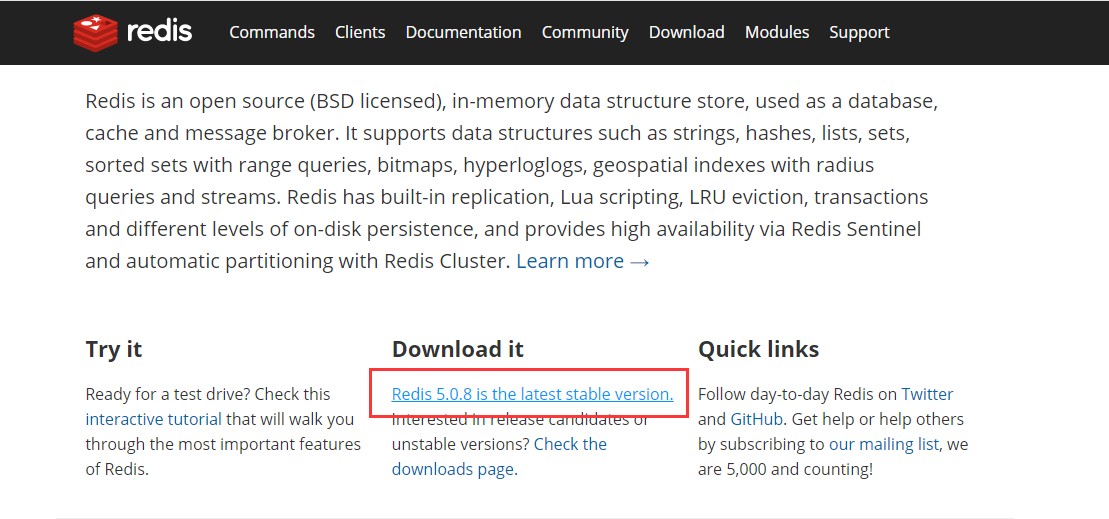 redis Commands Clients Documentation Community Download Modules Support
Redis is an open source (BSD licensed), in-memory data structure store, used as a database,
cache and message broker. It supports data structures such as strings, hashes, lists, sets,
sorted sets with range queries, bitmaps, hyperloglogs, geospatial indexes with radius
queries and streams. Redis has built-in replication, Lua scripting, LRU eviction, transactions
and different levels of on-disk persistence, and provides high availability via Redis Sentinel
and automatic partitioning with Redis Cluster. Learn more →
Try it
Ready for a test drive? Check this
interactive tutorial that will walk you
through the most important features
of Redis.
Download it
Redis 5.0.8 is the latest stable version.
Interested in release candidates or
unstable versions? Check the
downloads page.
Quick links
Follow day-to-day Redis on Twitter
and GitHub. Get help or help others
by subscribing to our mailing list, we
are 5,000 and counting!